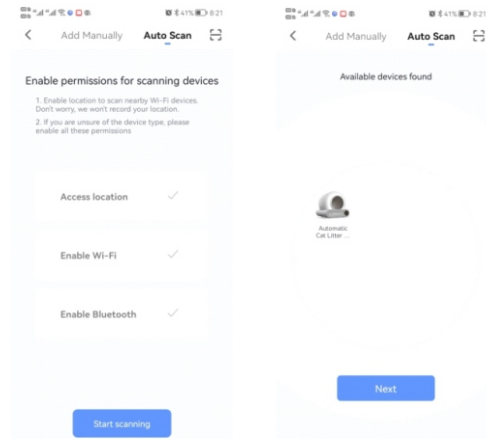 41% 8:21
Add Manually Auto Scan
Enable permissions for scanning devices
1. Enable location to scan nearby Wi-Fi devices.
Don't worry, we won't record your location.
2. If you are unsure of the device type, please
enable all these permissions
Access location
Enable Wi-Fi
Enable Bluetooth
Start scanning
41% 8:21
Add Manually Auto Scan
Available devices found
Automatic
Cat Litter ...
Next